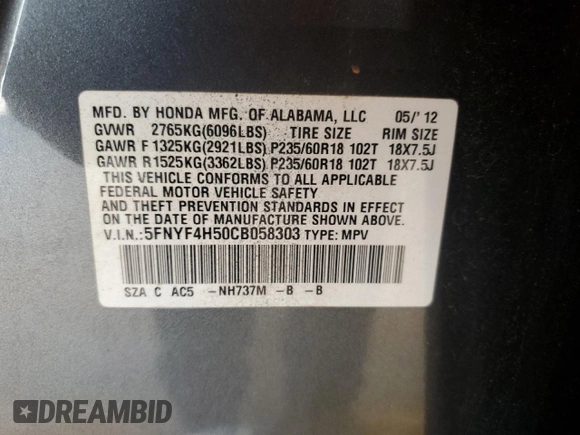 MFD. BY HONDA MFG. OF ALABAMA, LLC 05/'12
GVWR 2765KG(6096LBS) TIRE SIZE RIM SIZE
GAWR F 1325KG(2921LBS) P235/60R18 102T 18X7.5J
GAWR R 1525KG(3362LBS) P235/60R18 102T 18X7.5J
THIS VEHICLE CONFORMS TO ALL APPLICABLE
FEDERAL MOTOR VEHICLE SAFETY
AND THEFT PREVENTION STANDARDS IN EFFECT
ON THE DATE OF MANUFACTURE SHOWN ABOVE.
V.I.N.:5FNYF4H50CB058303 TYPE: MPV
SZA C AC5 -NH737M -B -B
DREAMBID